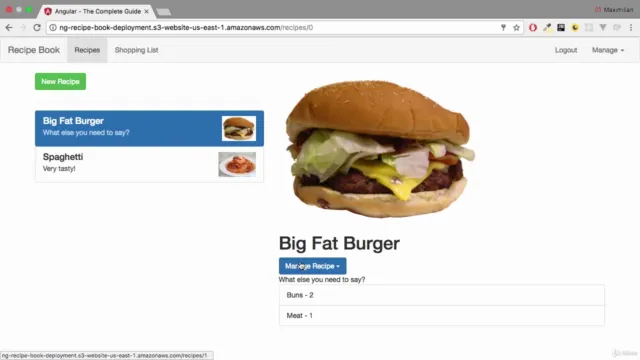 Angular - The Complete Guide
Maximilian
ng-recipe-book-deployment.s3-website-us-east-1.amazonaws.com/recipes/0
Recipe Book
Recipes
Shopping List
Logout
Manage
New Recipe
Big Fat Burger
What else you need to say?
Spaghetti
Very tasty!
Big Fat Burger
Manage Recipe
What else you need to say?
Buns - 2
Meat - 1
ng-recipe-book-deployment.s3-website-us-east-1.amazonaws.com/recipes/1